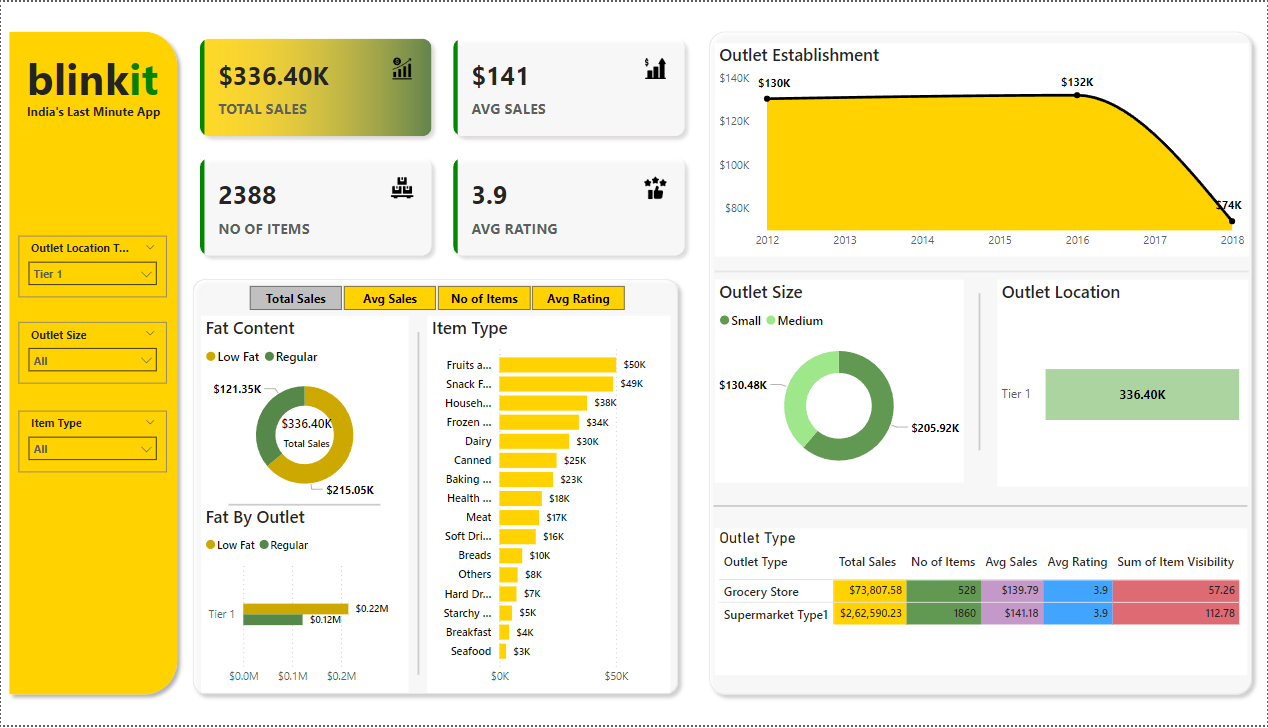 blinkit
India's Last Minute App
Outlet Location T...
Tier 1
Outlet Size
All
Item Type
All
$336.40K
TOTAL SALES
$141
AVG SALES
2388
NO OF ITEMS
3.9
AVG RATING
Total Sales Avg Sales No of Items Avg Rating
Fat Content
Low Fat Regular
$121.35K
$336.40K
Total Sales
$215.05K
Fat By Outlet
Low Fat Regular
Tier 1
$0.22M
$0.12M
$0.0M $0.1M $0.2M
Item Type
Fruits a... $50K
Snack F... $49K
Househ... $38K
Frozen ... $34K
Dairy $30K
Canned $25K
Baking ... $23K
Health ... $18K
Meat $17K
Soft Dri... $16K
Breads $10K
Others $8K
Hard Dr... $7K
Starchy ... $5K
Breakfast $4K
Seafood $3K
$0K $50K
Outlet Establishment
$140K
$130K
$132K
$120K
$100K
$80K
$74K
2012 2013 2014 2015 2016 2017 2018
Outlet Size
Small Medium
$130.48K
$205.92K
Outlet Location
Tier 1 336.40K
Outlet Type
Outlet Type Total Sales No of Items Avg Sales Avg Rating Sum of Item Visibility
Grocery Store $73,807.58 528 $139.79 3.9 57.26
Supermarket Type1 $2,62,590.23 1860 $141.18 3.9 112.78